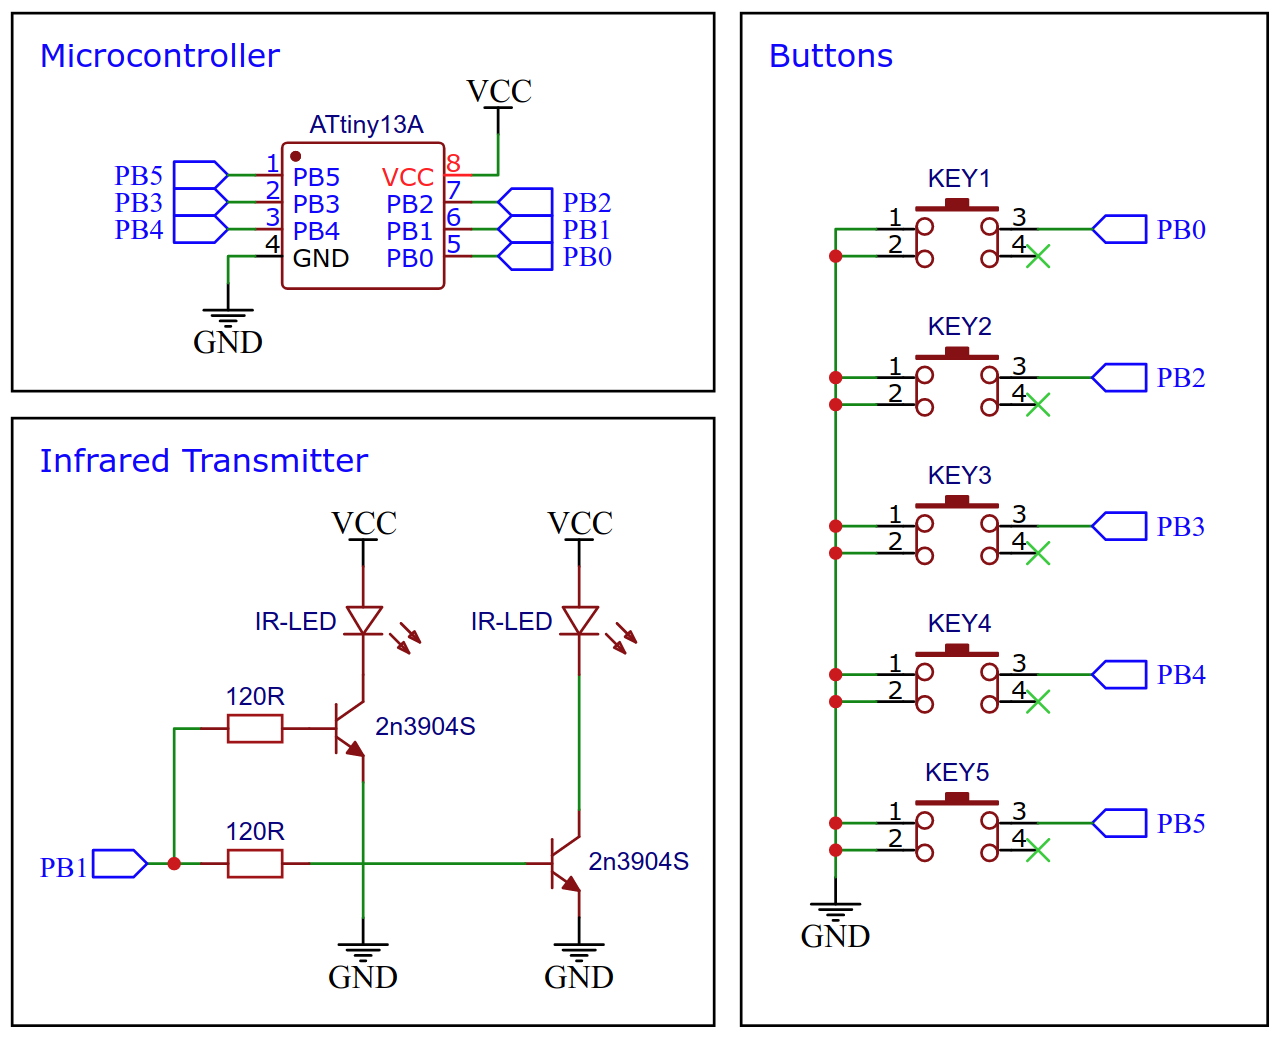 Microcontroller
VCC
ATtiny13A
PB5 1 PB5 VCC 8
PB3 2 PB3 PB2 7 PB2
PB4 3 PB4 PB1 6 PB1
4 GND PB0 5 PB0
GND
Infrared Transmitter
VCC VCC
IR-LED IR-LED
120R
2n3904S
120R
PB1 2n3904S
GND GND
Buttons
KEY1
1 3 PB0
2 4
KEY2
1 3 PB2
2 4
KEY3
1 3 PB3
2 4
KEY4
1 3 PB4
2 4
KEY5
1 3 PB5
2 4
GND